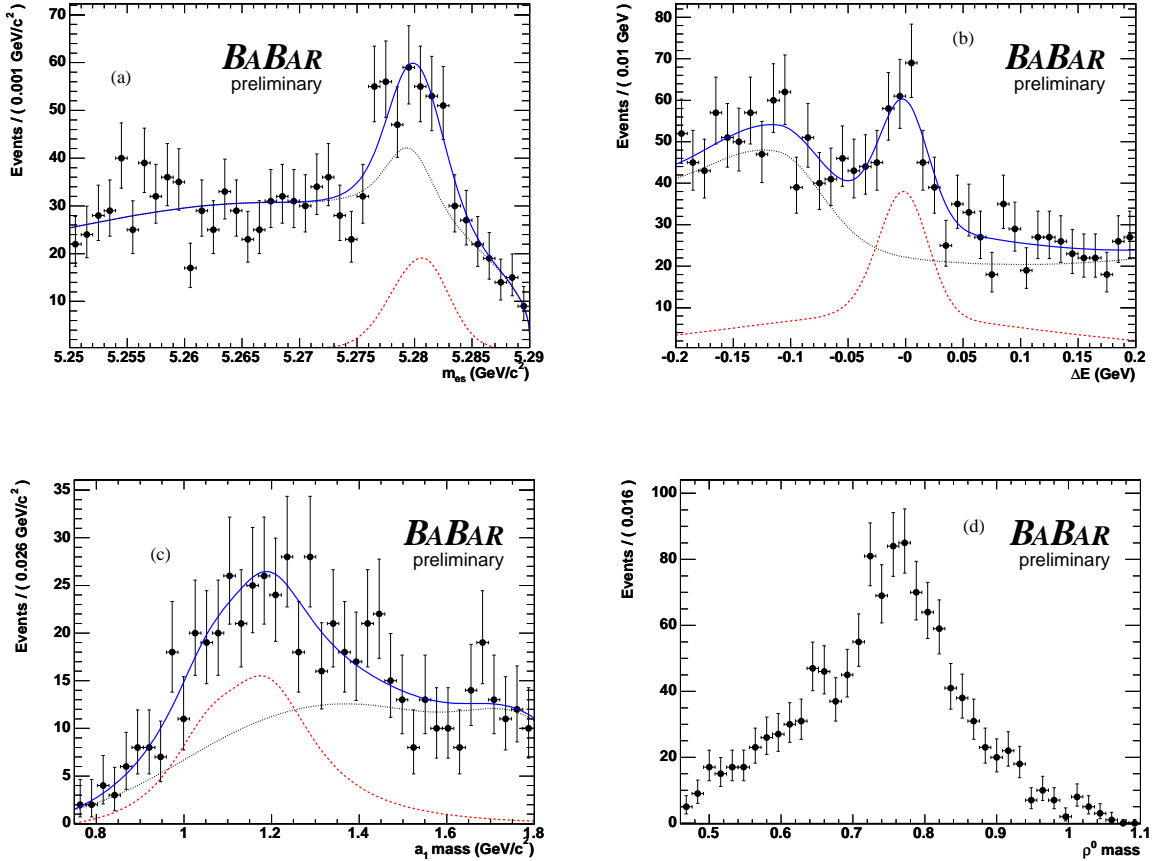 Events / ( 0.001 GeV/c² )
70
60
50
40
30
20
10
(a)
BABAR
preliminary
5.25 5.255 5.26 5.265 5.27 5.275 5.28 5.285 5.29
m_es (GeV/c²)
Events / ( 0.01 GeV )
80
70
60
50
40
30
20
10
0
(b)
BABAR
preliminary
-0.2 -0.15 -0.1 -0.05 -0 0.05 0.1 0.15 0.2
ΔE (GeV)
Events / ( 0.026 GeV/c² )
35
30
25
20
15
10
5
0
(c)
BABAR
preliminary
0.8 1 1.2 1.4 1.6 1.8
a₁ mass (GeV/c²)
Events / ( 0.016 )
100
80
60
40
20
0
(d)
BABAR
preliminary
0.5 0.6 0.7 0.8 0.9 1 1.1
ρ⁰ mass